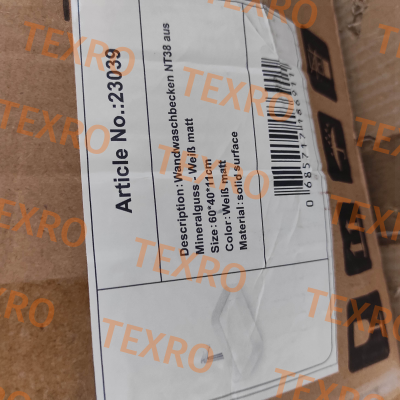 Article No.:23039
Description:Wandwaschbecken NT38 aus
Mineralguss - Weiß matt
Size:60*40*11cm
Color:Weiß matt
Material:solid surface
TEXRO
TEXRO
TEXRO
TEXRO
TEXRO
TEXRO
TEXRO